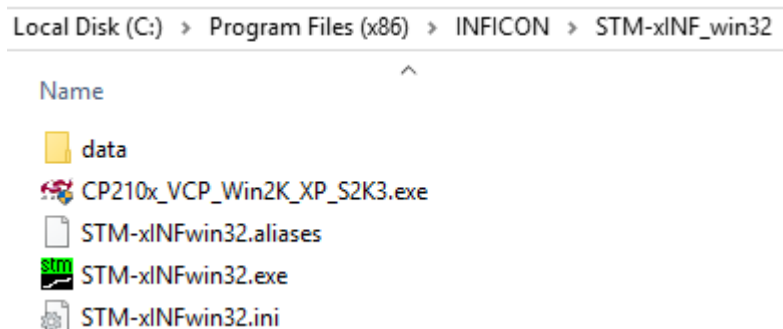 Local Disk (C:) > Program Files (x86) > INFICON > STM-xINF_win32
Name
data
CP210x_VCP_Win2K_XP_S2K3.exe
STM-xINFwin32.aliases
stm STM-xINFwin32.exe
STM-xINFwin32.ini